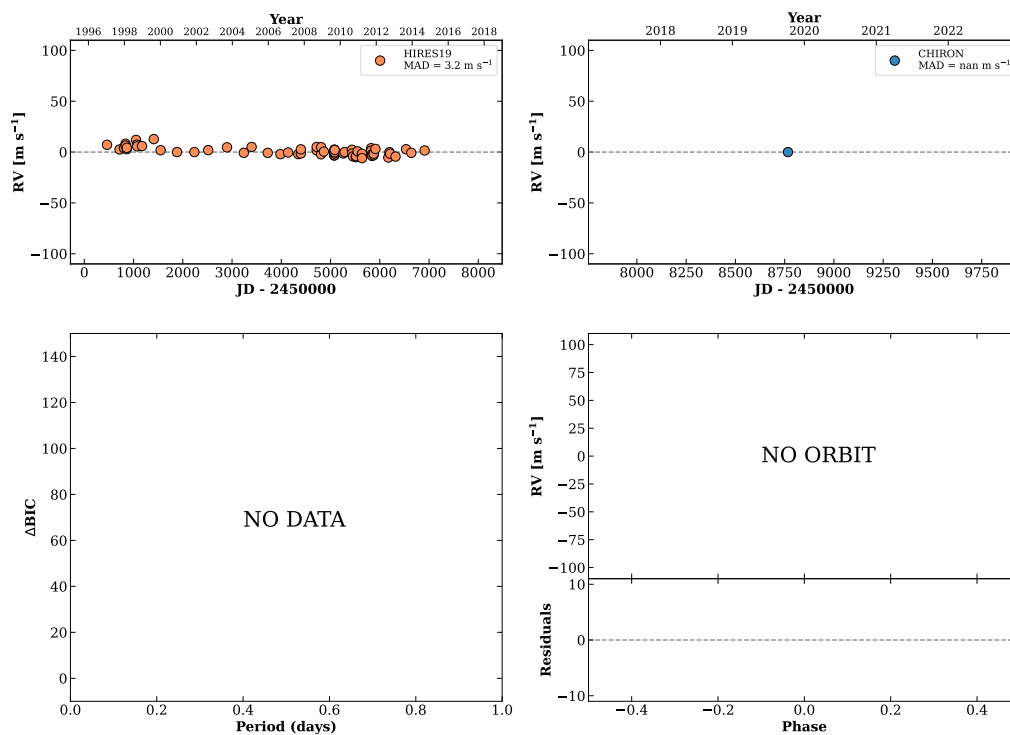 Year
1996 1998 2000 2002 2004 2006 2008 2010 2012 2014 2016 2018
HIRES19
MAD = 3.2 m s⁻¹
100
50
0
−50
−100
RV [m s⁻¹]
0 1000 2000 3000 4000 5000 6000 7000 8000
JD - 2450000
Year
2018 2019 2020 2021 2022
CHIRON
MAD = nan m s⁻¹
100
50
0
−50
−100
RV [m s⁻¹]
8000 8250 8500 8750 9000 9250 9500 9750
JD - 2450000
140
120
100
80
60
40
20
0
ΔBIC
NO DATA
0.0 0.2 0.4 0.6 0.8 1.0
Period (days)
100
75
50
25
0
−25
−50
−75
−100
RV [m s⁻¹]
NO ORBIT
10
0
−10
Residuals
−0.4 −0.2 0.0 0.2 0.4
Phase